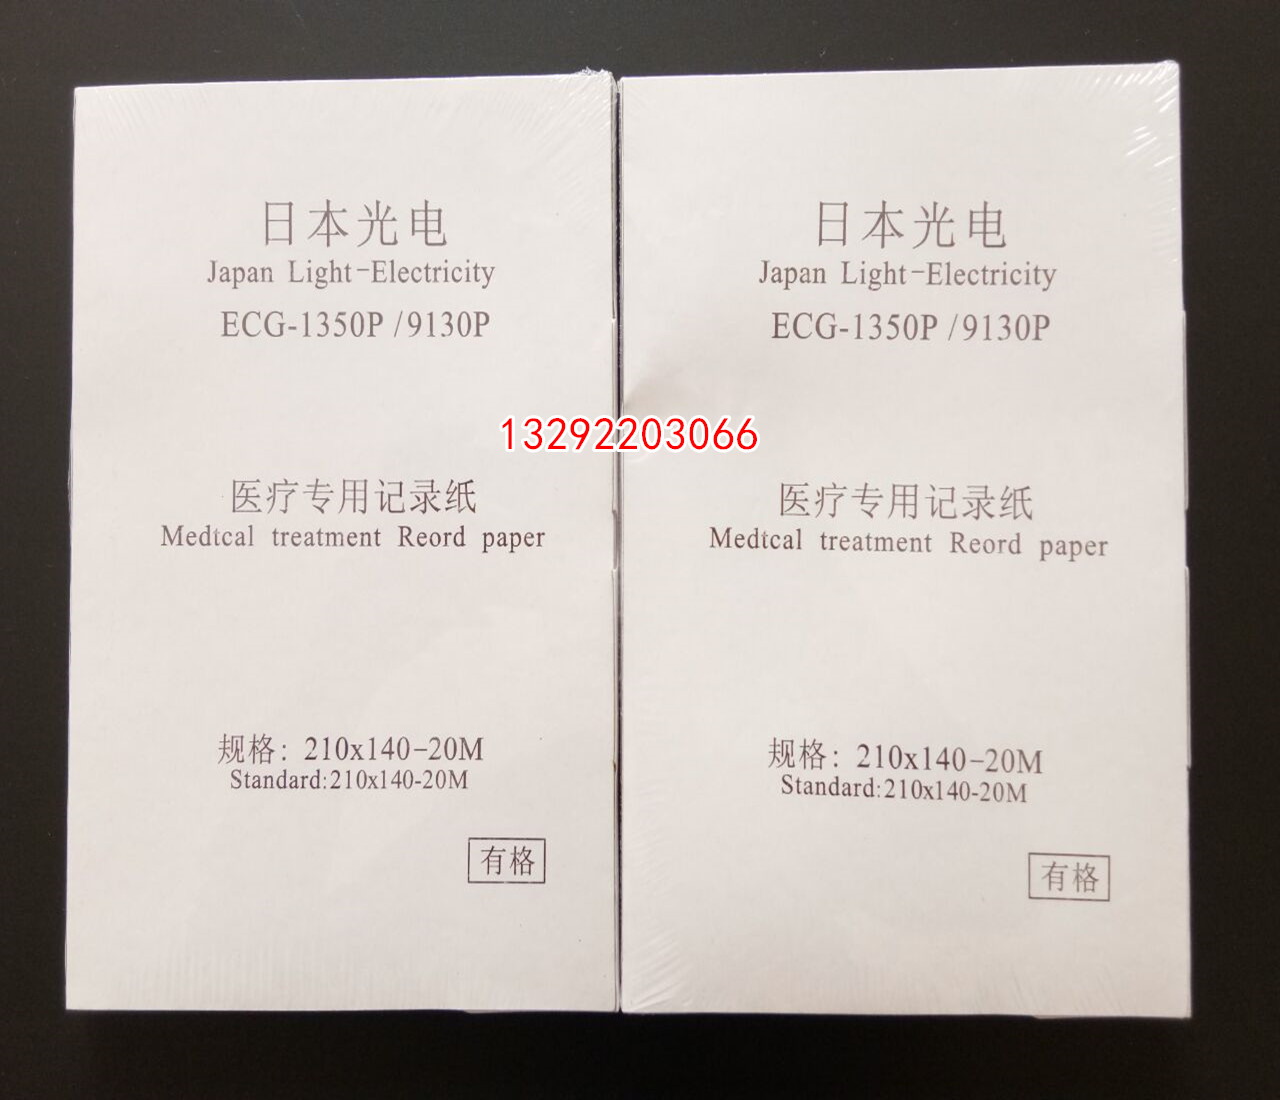 日本光电
Japan Light-Electricity
ECG-1350P /9130P
医疗专用记录纸
Medtcal treatment Reord paper
规格: 210x140-20M
Standard:210x140-20M
有格
日本光电
Japan Light-Electricity
ECG-1350P /9130P
医疗专用记录纸
Medtcal treatment Reord paper
规格: 210x140-20M
Standard:210x140-20M
有格
13292203066